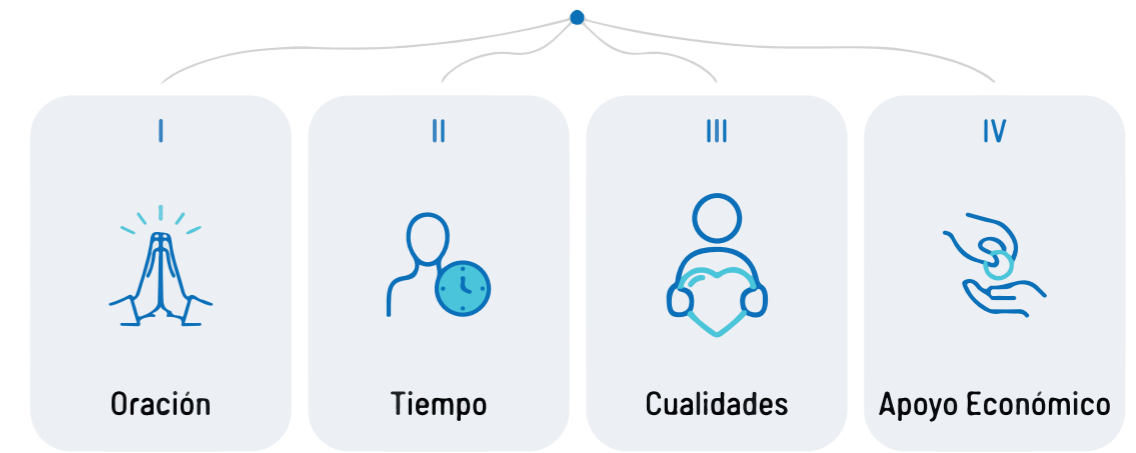 I
II
III
IV
Oración
Tiempo
Cualidades
Apoyo Económico